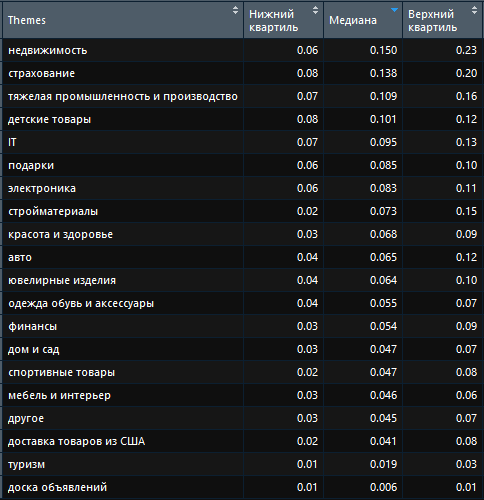 Themes Нижний квартиль Медиана Верхний квартиль
недвижимость 0.06 0.150 0.23
страхование 0.08 0.138 0.20
тяжелая промышленность и производство 0.07 0.109 0.16
детские товары 0.08 0.101 0.12
IT 0.07 0.095 0.13
подарки 0.06 0.085 0.10
электроника 0.06 0.083 0.11
стройматериалы 0.02 0.073 0.15
красота и здоровье 0.03 0.068 0.09
авто 0.04 0.065 0.12
ювелирные изделия 0.04 0.064 0.10
одежда обувь и аксессуары 0.04 0.055 0.07
финансы 0.03 0.054 0.09
дом и сад 0.03 0.047 0.07
спортивные товары 0.02 0.047 0.08
мебель и интерьер 0.03 0.046 0.06
другое 0.03 0.045 0.07
доставка товаров из США 0.02 0.041 0.08
туризм 0.01 0.019 0.03
доска объявлений 0.01 0.006 0.01